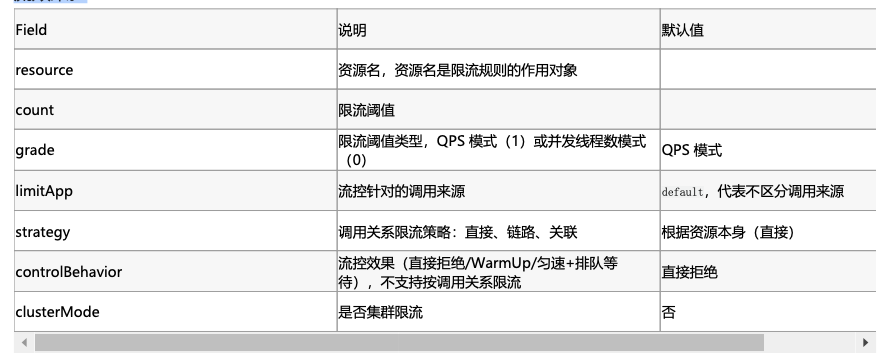 Field 说明 默认值
resource 资源名，资源名是限流规则的作用对象
count 限流阈值
grade 限流阈值类型，QPS 模式（1）或并发线程数模式（0） QPS 模式
limitApp 流控针对的调用来源 default，代表不区分调用来源
strategy 调用关系限流策略：直接、链路、关联 根据资源本身（直接）
controlBehavior 流控效果（直接拒绝/WarmUp/匀速+排队等待），不支持按调用关系限流 直接拒绝
clusterMode 是否集群限流 否